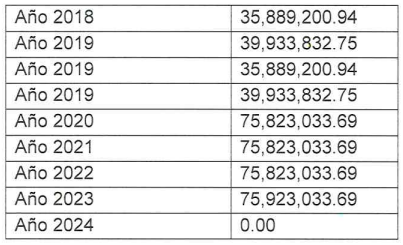 Año 2018 35,889,200.94
Año 2019 39,933,832.75
Año 2019 35,889,200.94
Año 2019 39,933,832.75
Año 2020 75,823,033.69
Año 2021 75,823,033.69
Año 2022 75,823,033.69
Año 2023 75,923,033.69
Año 2024 0.00